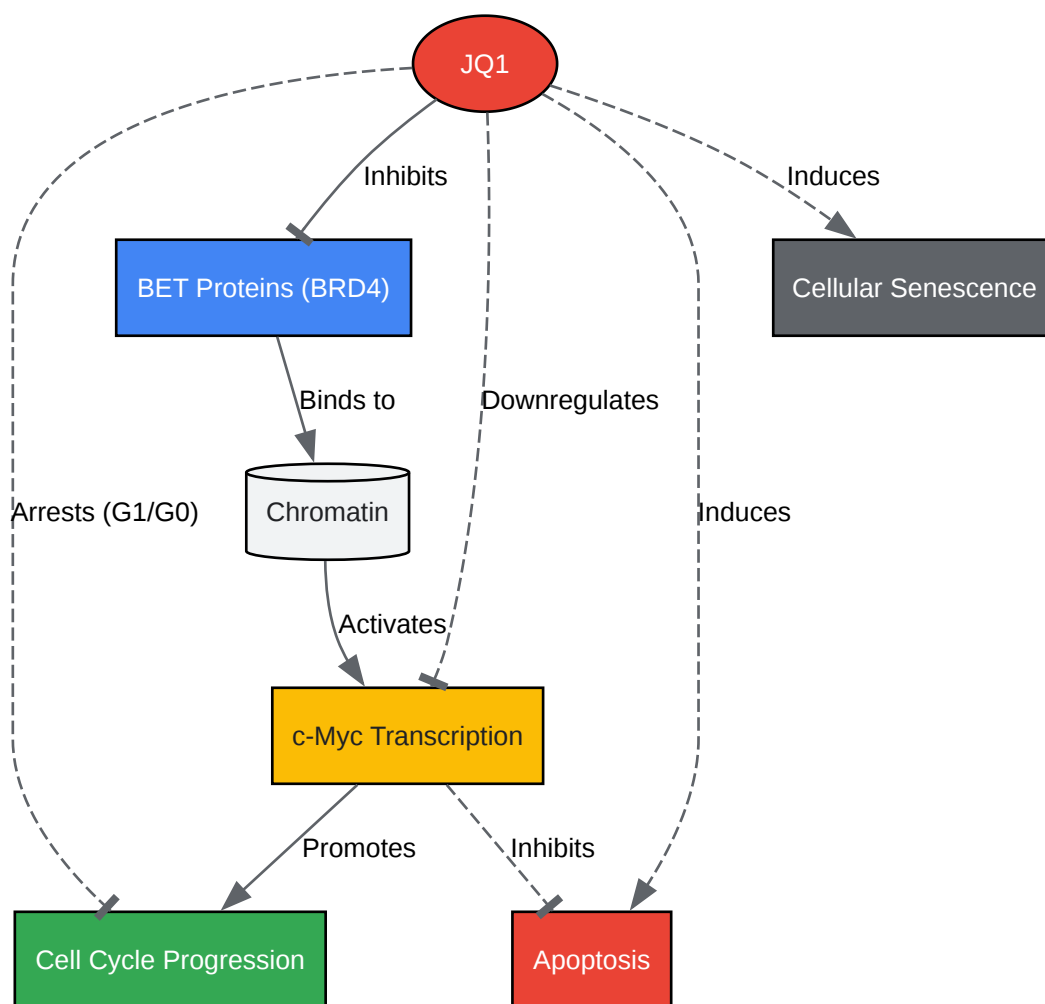 JQ1
Inhibits
Induces
BET Proteins (BRD4)
Cellular Senescence
Binds to
Downregulates
Arrests (G1/G0)
Chromatin
Induces
Activates
c-Myc Transcription
Promotes
Inhibits
Cell Cycle Progression
Apoptosis